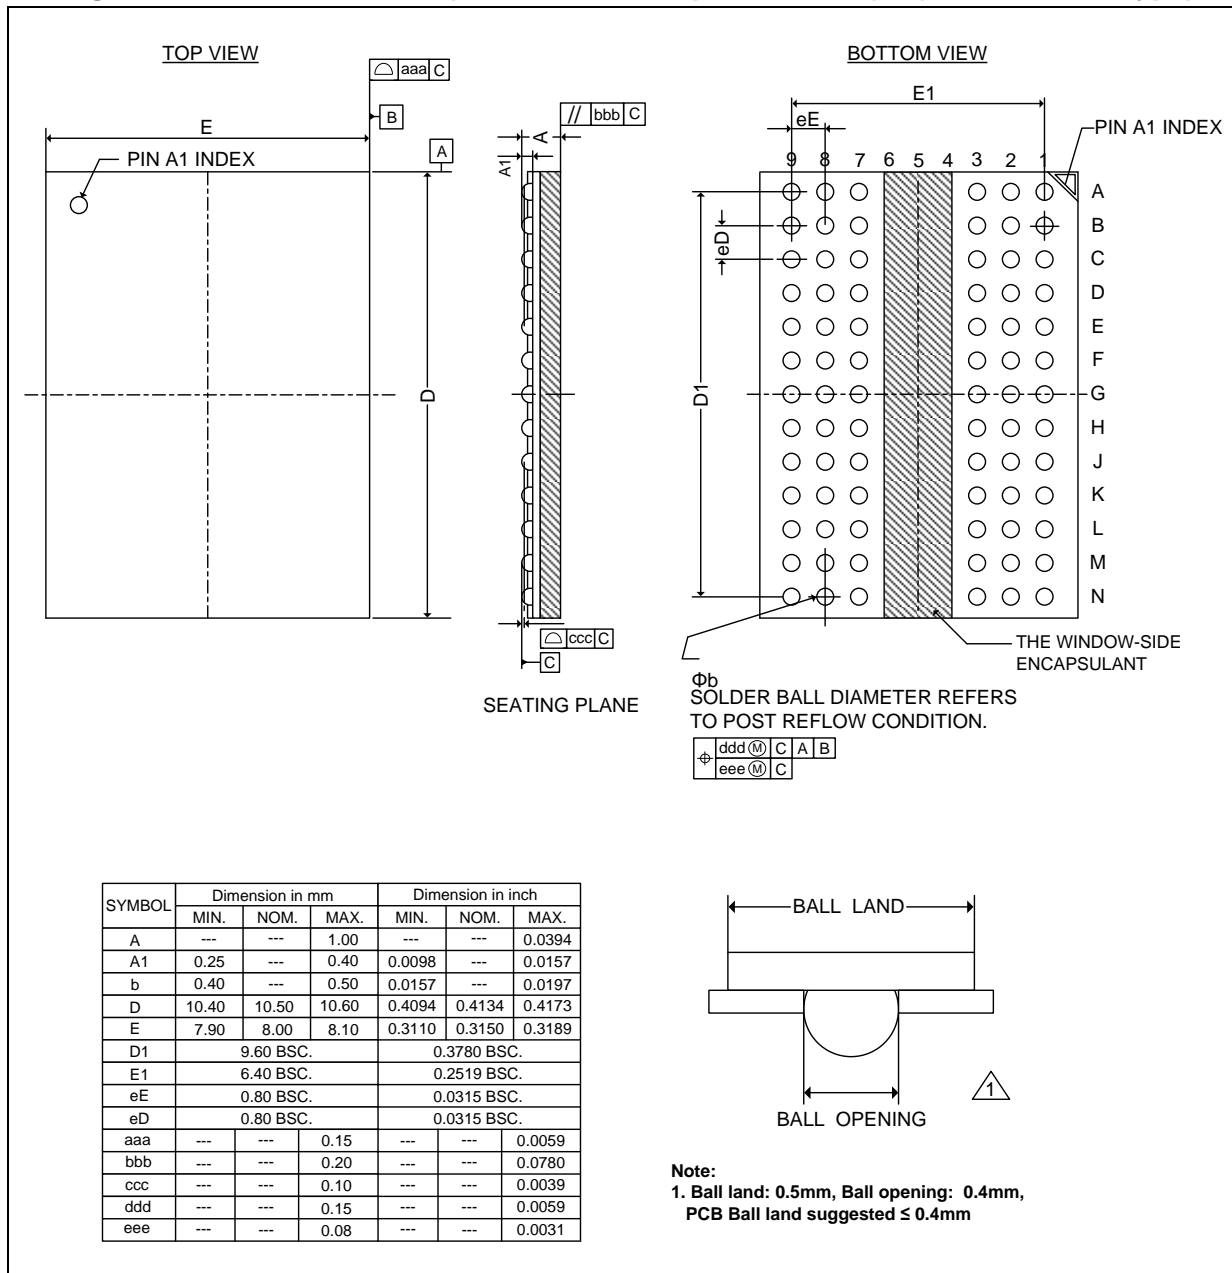 TOP VIEW
aaa C
B
E
PIN A1 INDEX
A
D
// bbb C
A
A1
ccc C
C
SEATING PLANE
BOTTOM VIEW
E1
eE
PIN A1 INDEX
9 8 7 6 5 4 3 2 1
A
B
C
D
E
F
G
H
J
K
L
M
N
eD
D1
THE WINDOW-SIDE
ENCAPSULANT
Φb
SOLDER BALL DIAMETER REFERS
TO POST REFLOW CONDITION.
ddd Ⓜ C A B
eee Ⓜ C
SYMBOL Dimension in mm Dimension in inch
MIN. NOM. MAX. MIN. NOM. MAX.
A --- --- 1.00 --- --- 0.0394
A1 0.25 --- 0.40 0.0098 --- 0.0157
b 0.40 --- 0.50 0.0157 --- 0.0197
D 10.40 10.50 10.60 0.4094 0.4134 0.4173
E 7.90 8.00 8.10 0.3110 0.3150 0.3189
D1 9.60 BSC. 0.3780 BSC.
E1 6.40 BSC. 0.2519 BSC.
eE 0.80 BSC. 0.0315 BSC.
eD 0.80 BSC. 0.0315 BSC.
aaa --- --- 0.15 --- --- 0.0059
bbb --- --- 0.20 --- --- 0.0780
ccc --- --- 0.10 --- --- 0.0039
ddd --- --- 0.15 --- --- 0.0059
eee --- --- 0.08 --- --- 0.0031
BALL LAND
1
BALL OPENING
Note:
1. Ball land: 0.5mm, Ball opening: 0.4mm,
PCB Ball land suggested ≤ 0.4mm